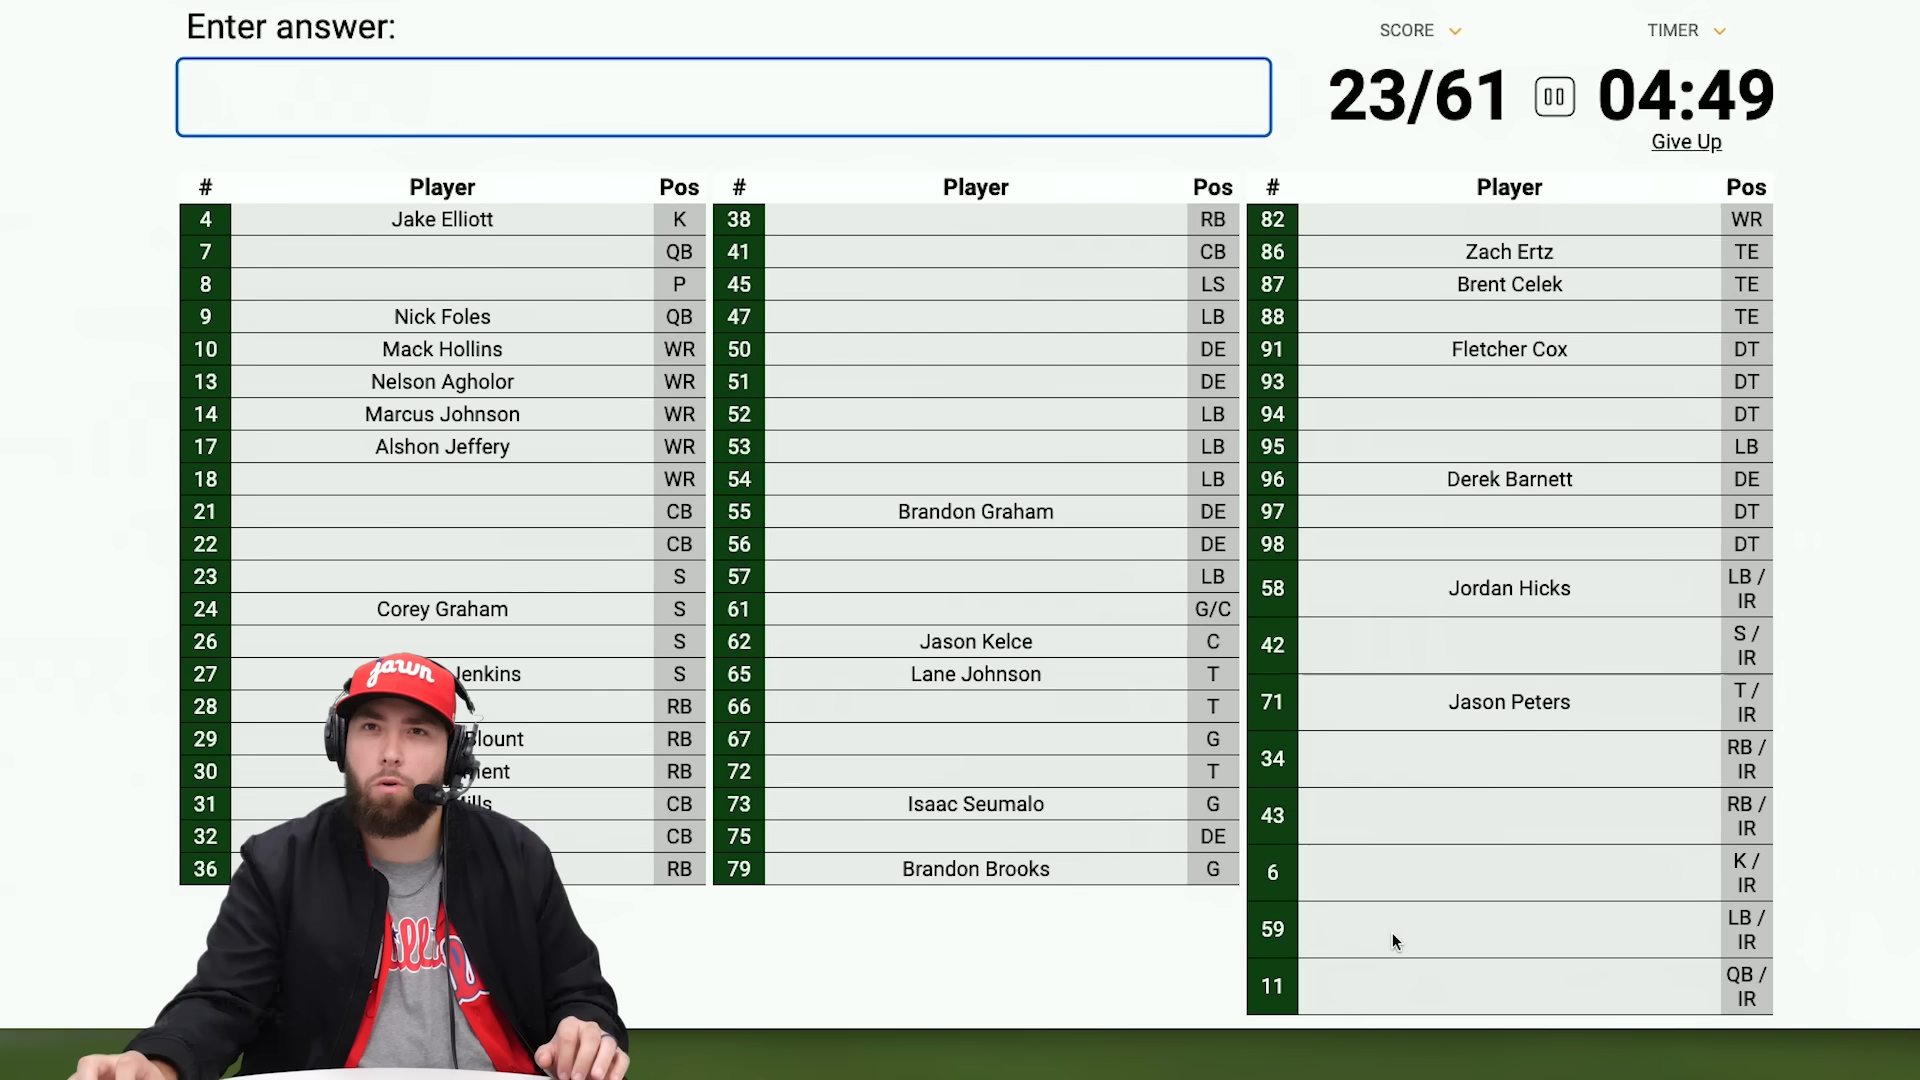 Enter answer:
SCORE
TIMER
23/61
04:49
Give Up
# Player Pos
4 Jake Elliott K
7 QB
8 P
9 Nick Foles QB
10 Mack Hollins WR
13 Nelson Agholor WR
14 Marcus Johnson WR
17 Alshon Jeffery WR
18 WR
21 CB
22 CB
23 S
24 Corey Graham S
26 S
27 Jenkins S
28 RB
29 Blount RB
30 RB
31 CB
32 CB
36 RB
# Player Pos
38 RB
41 CB
45 LS
47 LB
50 DE
51 DE
52 LB
53 LB
54 LB
55 Brandon Graham DE
56 DE
57 LB
61 G/C
62 Jason Kelce C
65 Lane Johnson T
66 T
67 G
72 T
73 Isaac Seumalo G
75 DE
79 Brandon Brooks G
# Player Pos
82 WR
86 Zach Ertz TE
87 Brent Celek TE
88 TE
91 Fletcher Cox DT
93 DT
94 DT
95 LB
96 Derek Barnett DE
97 DT
98 DT
58 Jordan Hicks LB /
IR
42 S /
IR
71 Jason Peters T /
IR
34 RB /
IR
43 RB /
IR
6 K /
IR
59 LB /
IR
11 QB /
IR
jawn